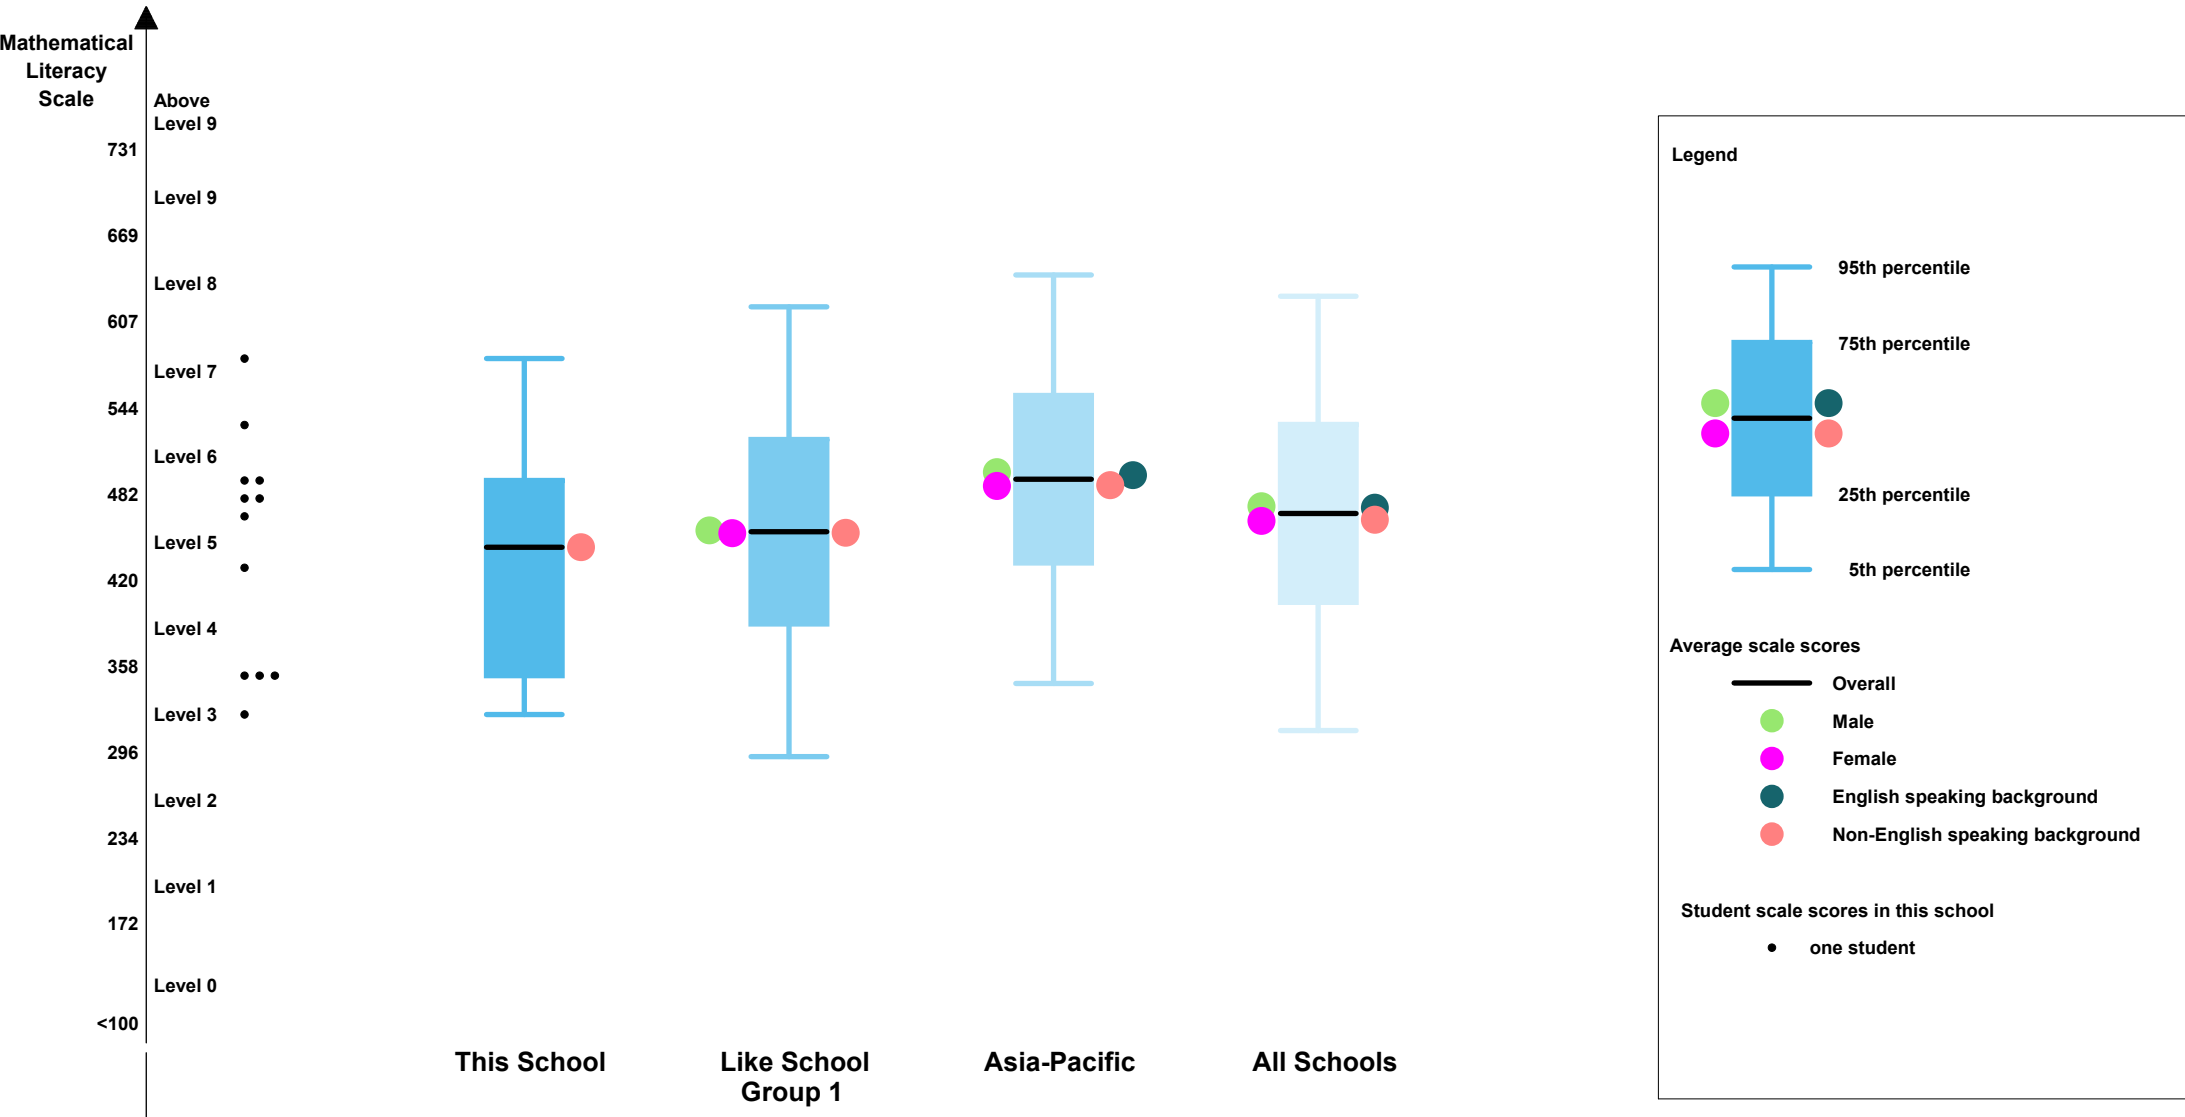 Mathematical
Literacy
Scale
Above
Level 9
731
Level 9
669
Level 8
607
Level 7
544
Level 6
482
Level 5
420
Level 4
358
Level 3
296
Level 2
234
Level 1
172
Level 0
<100
This School
Like School
Group 1
Asia-Pacific
All Schools
Legend
95th percentile
75th percentile
25th percentile
5th percentile
Average scale scores
Overall
Male
Female
English speaking background
Non-English speaking background
Student scale scores in this school
one student